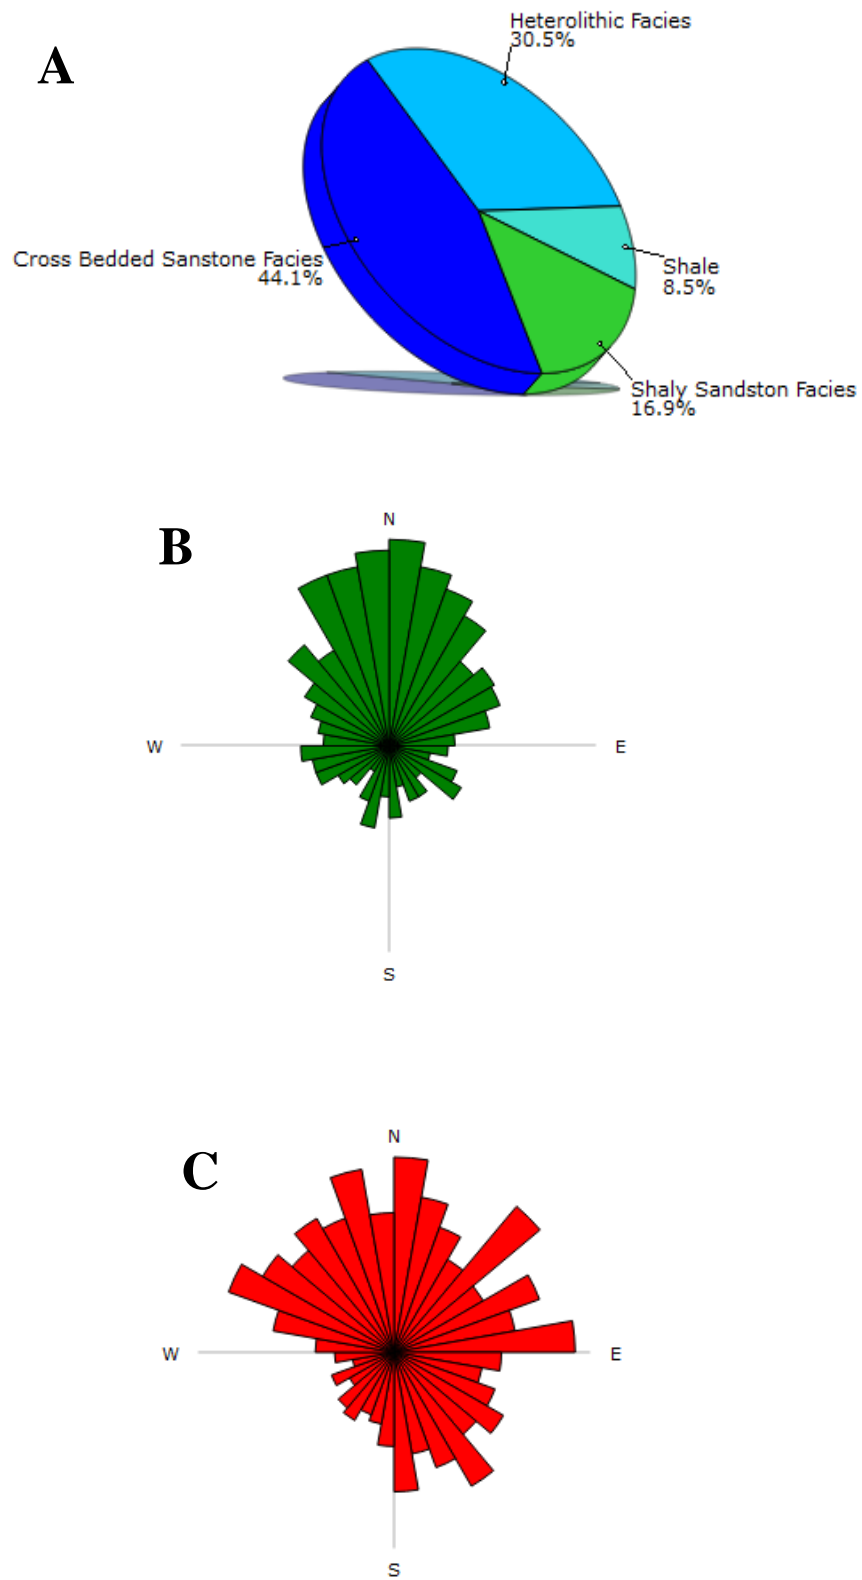 A
Heterolithic Facies
30.5%
Cross Bedded Sanstone Facies
44.1%
Shale
8.5%
Shaly Sandston Facies
16.9%
B
N
W
E
S
C
N
W
E
S